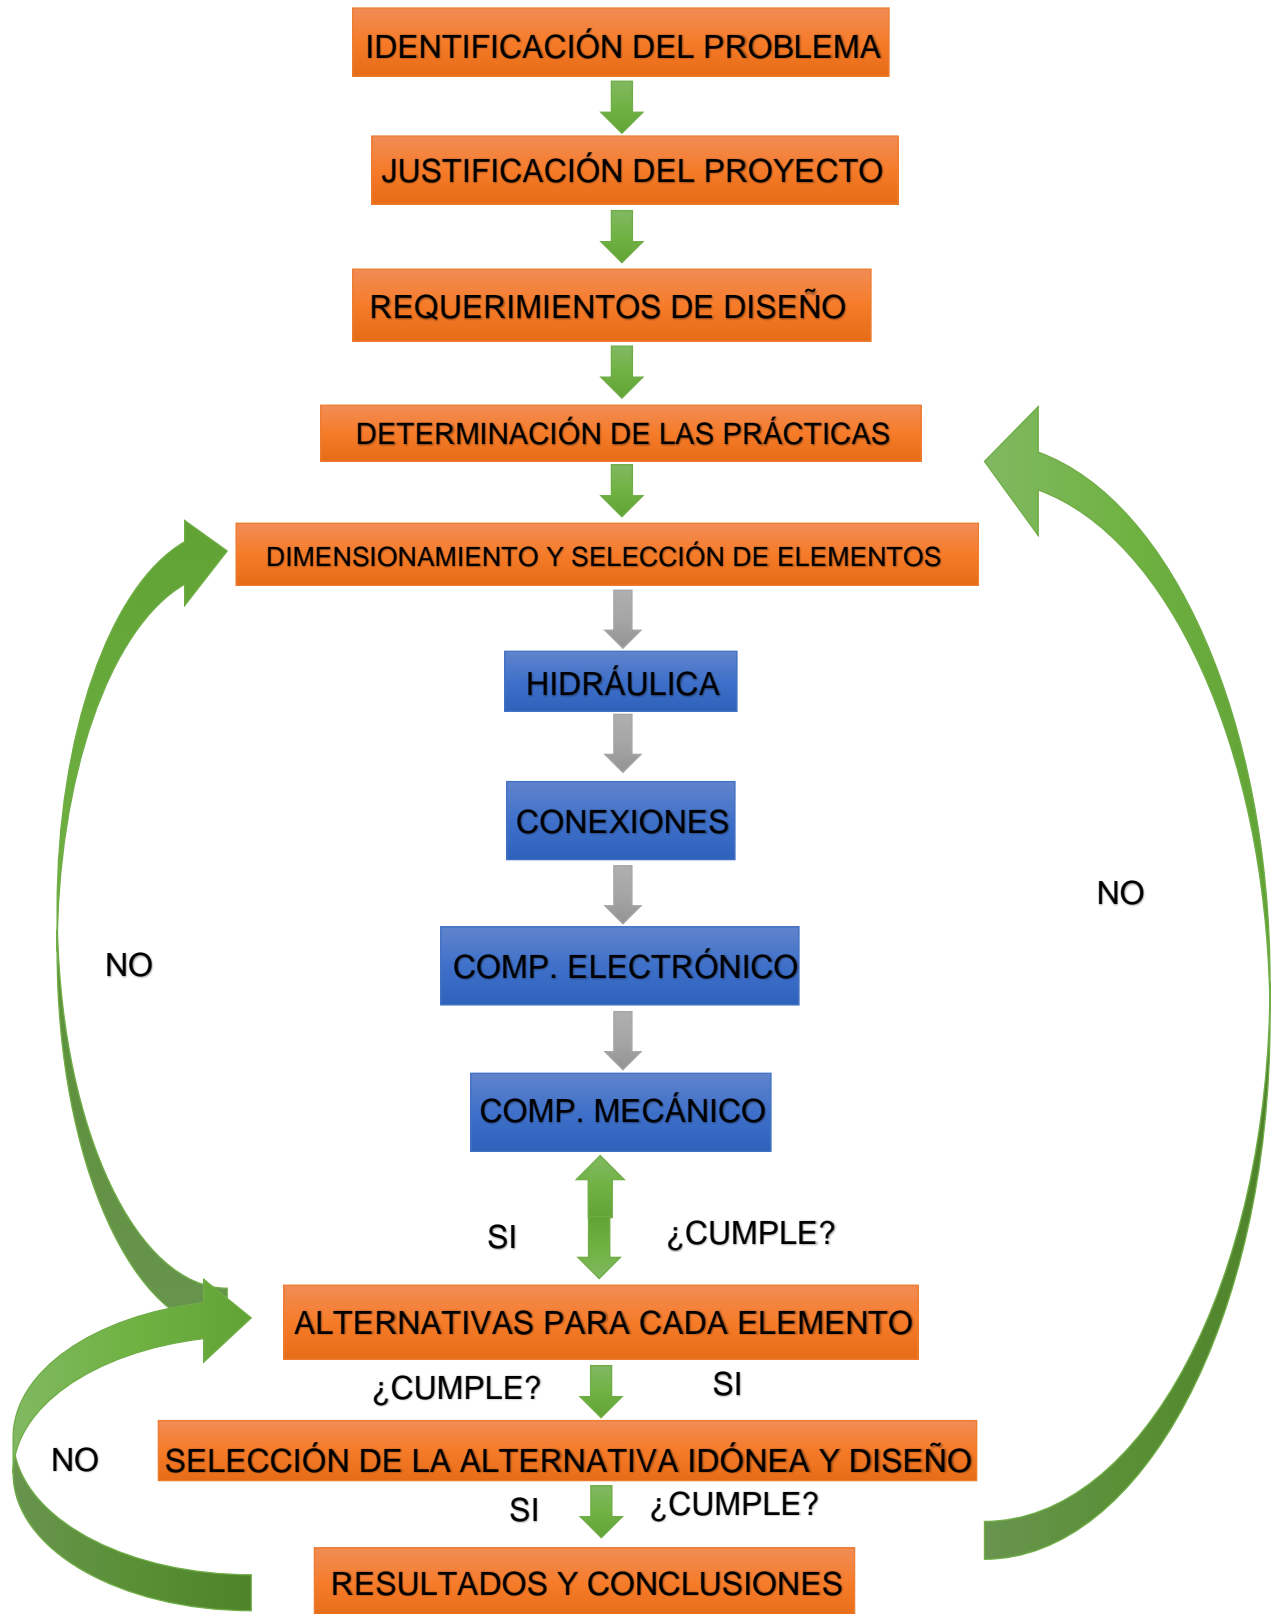 IDENTIFICACIÓN DEL PROBLEMA
JUSTIFICACIÓN DEL PROYECTO
REQUERIMIENTOS DE DISEÑO
DETERMINACIÓN DE LAS PRÁCTICAS
DIMENSIONAMIENTO Y SELECCIÓN DE ELEMENTOS
HIDRÁULICA
CONEXIONES
NO
COMP. ELECTRÓNICO
NO
COMP. MECÁNICO
SI
¿CUMPLE?
ALTERNATIVAS PARA CADA ELEMENTO
¿CUMPLE?
SI
NO
SELECCIÓN DE LA ALTERNATIVA IDÓNEA Y DISEÑO
SI
¿CUMPLE?
RESULTADOS Y CONCLUSIONES